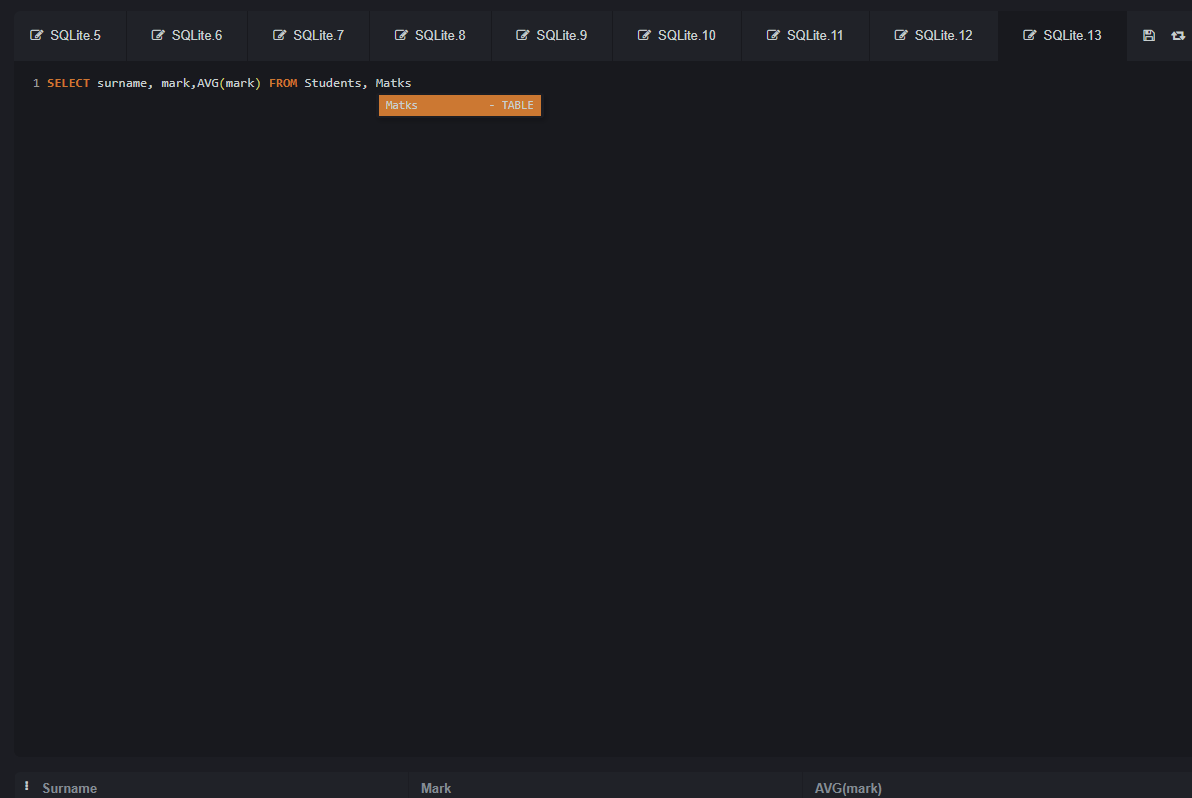 SQLite.5 SQLite.6 SQLite.7 SQLite.8 SQLite.9 SQLite.10 SQLite.11 SQLite.12 SQLite.13
1 SELECT surname, mark,AVG(mark) FROM Students, Matks
Matks - TABLE
Surname Mark AVG(mark)